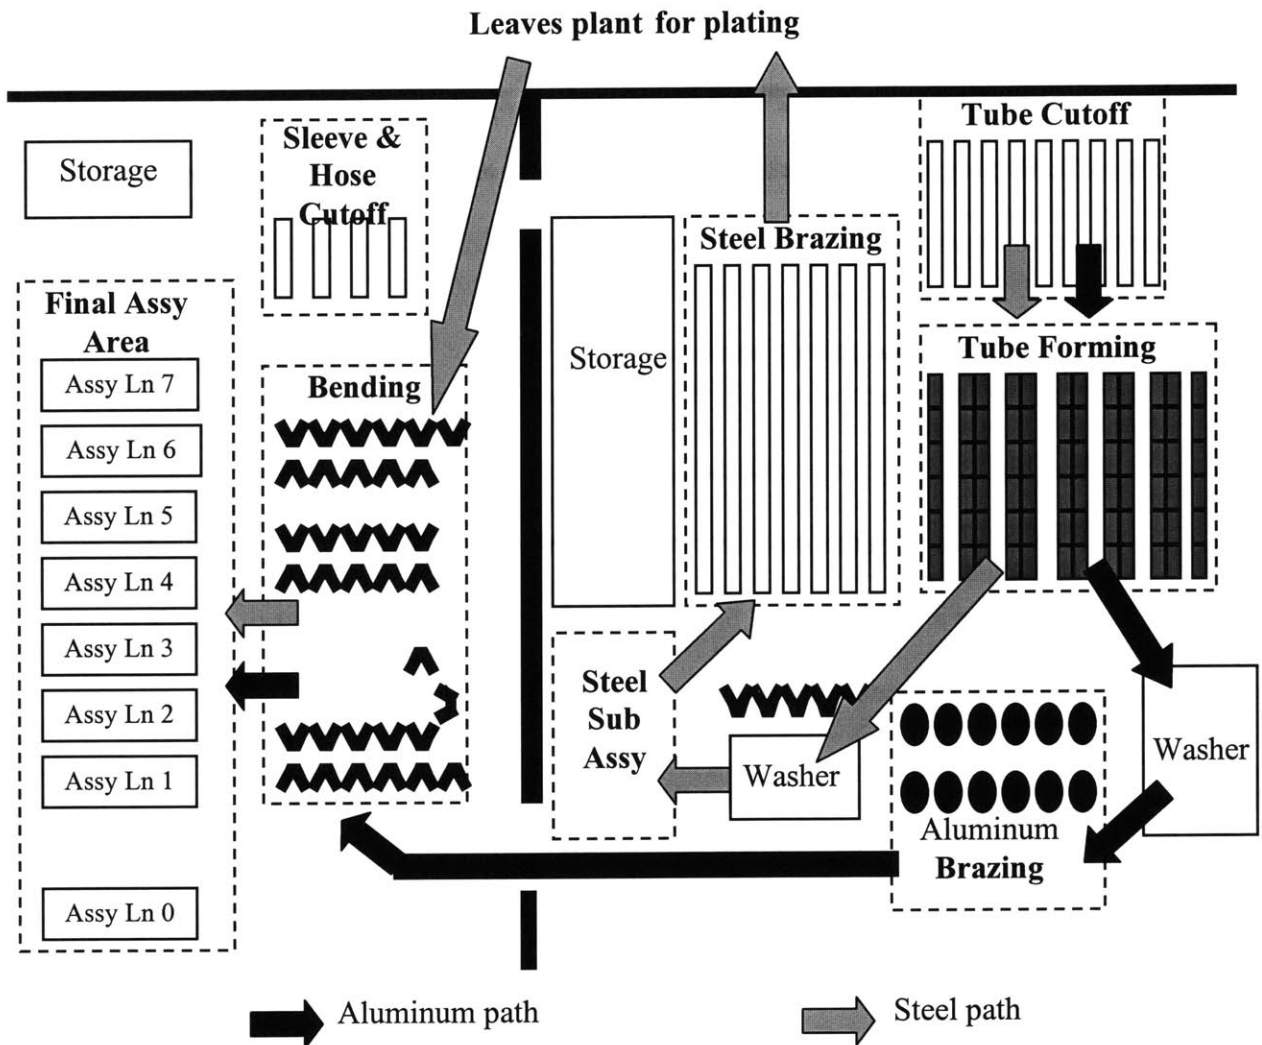 Leaves plant for plating
Storage
Sleeve &
Hose
Cutoff
Tube Cutoff
Steel Brazing
Final Assy
Area
Assy Ln 7
Assy Ln 6
Assy Ln 5
Assy Ln 4
Assy Ln 3
Assy Ln 2
Assy Ln 1
Assy Ln 0
Bending
Storage
Tube Forming
Steel
Sub
Assy
Washer
Aluminum
Brazing
Washer
Aluminum path
Steel path